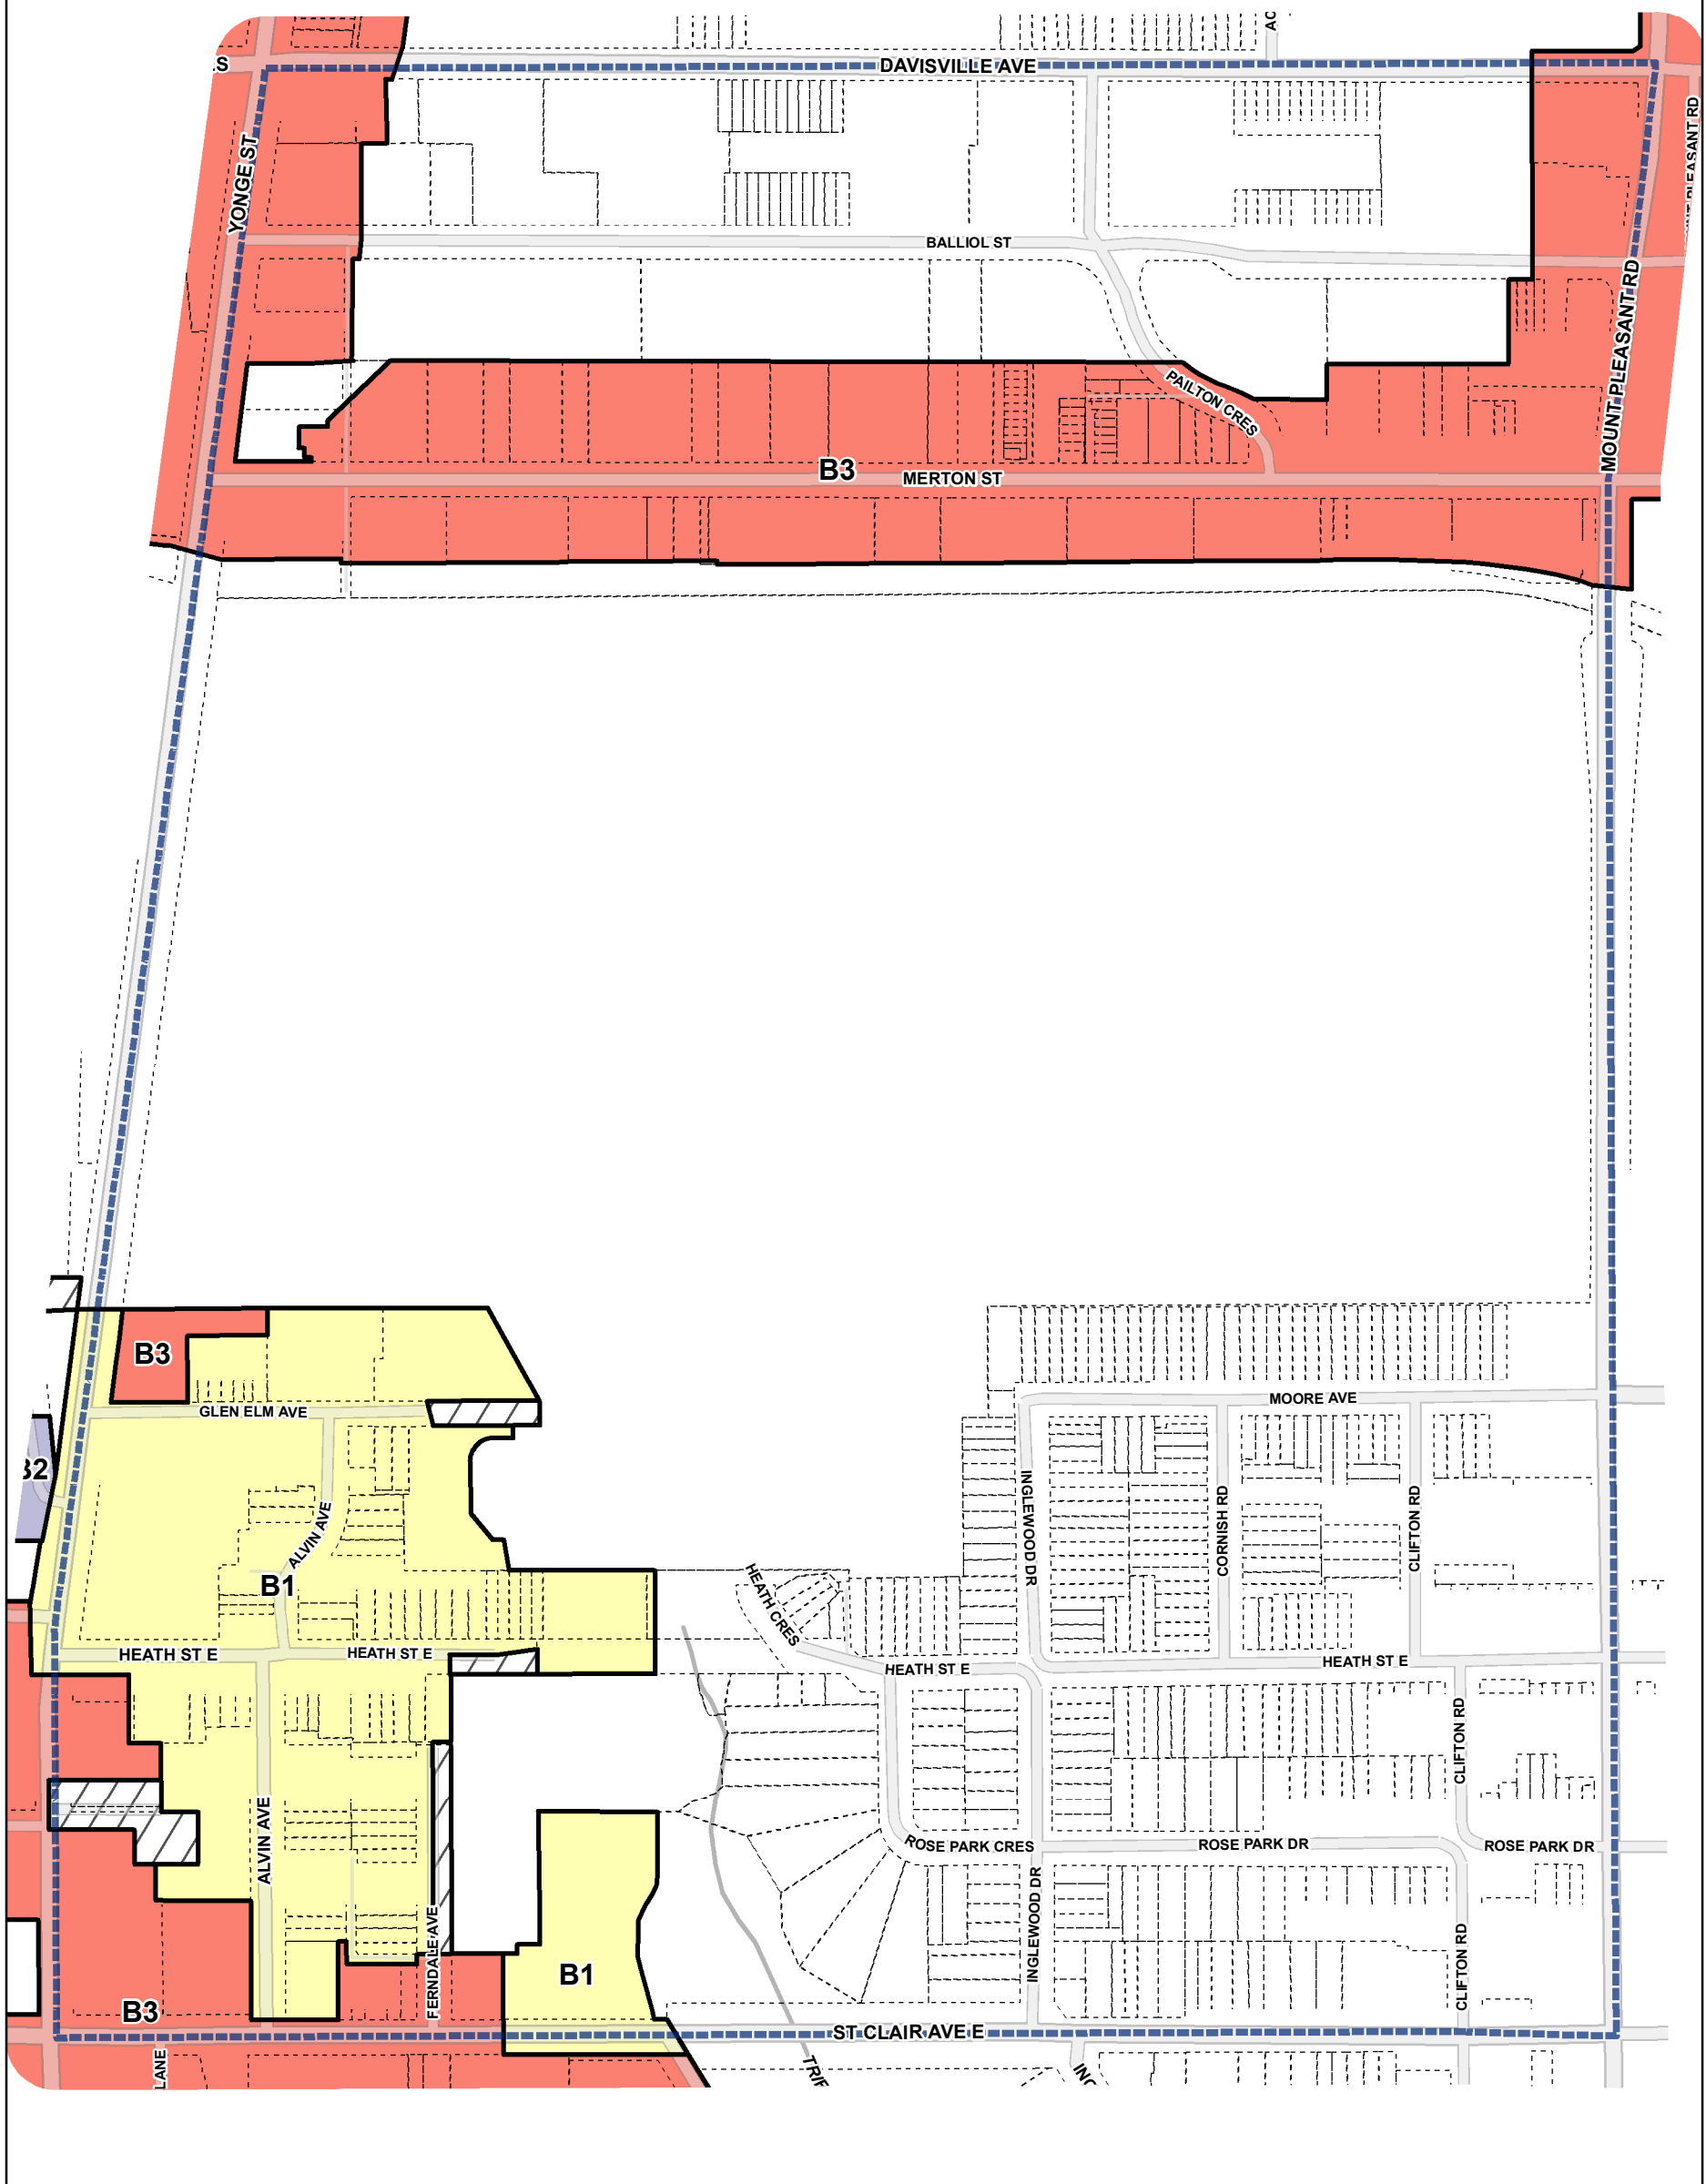 DAVISVILLE AVE
YONGE ST
BALLIOL ST
MOUNT PLEASANT RD
PAILTON CRES
B3
MERTON ST
B3
GLEN ELM AVE
MOORE AVE
INGLEWOOD DR
CORNISH RD
CLIFTON RD
ALVIN AVE
B1
HEATH CRES
HEATH ST E
HEATH ST E
HEATH ST E
HEATH ST E
CLIFTON RD
ALVIN AVE
ROSE PARK CRES
ROSE PARK DR
ROSE PARK DR
FERNDALE AVE
INGLEWOOD DR
CLIFTON RD
B1
B3
ST CLAIR AVE E
LANE